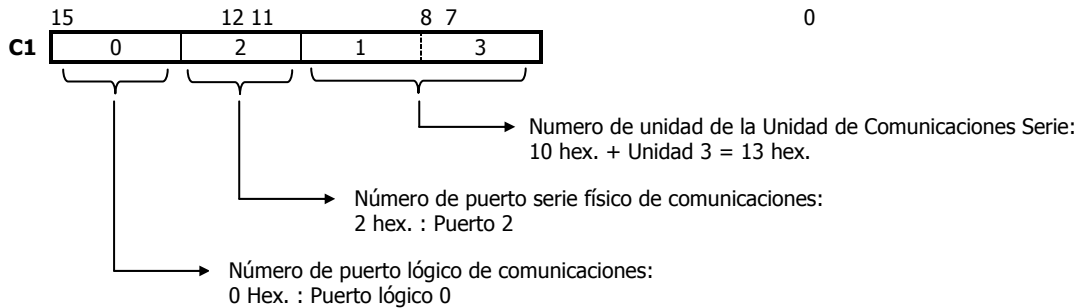 15 12 11 8 7 0
C1 0 2 1 3
Numero de unidad de la Unidad de Comunicaciones Serie:
10 hex. + Unidad 3 = 13 hex.
Número de puerto serie físico de comunicaciones:
2 hex. : Puerto 2
Número de puerto lógico de comunicaciones:
0 Hex. : Puerto lógico 0